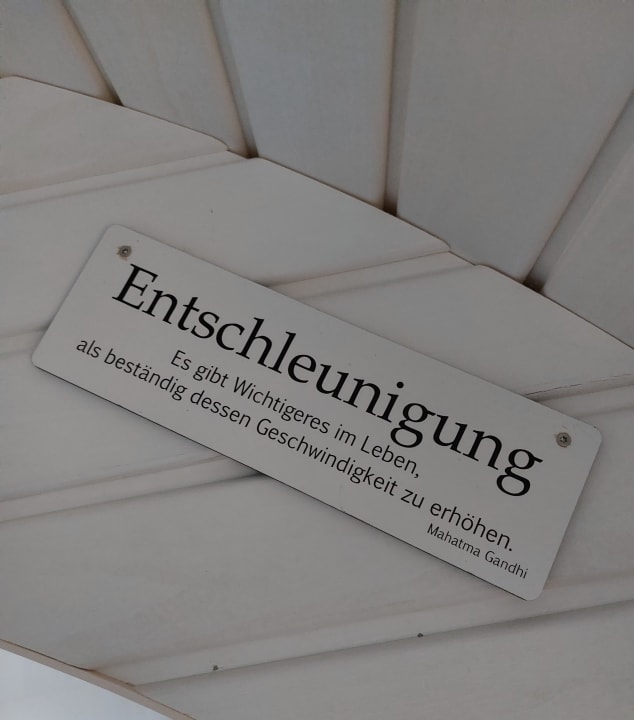 Entschleunigung
Es gibt Wichtigeres im Leben,
als beständig dessen Geschwindigkeit zu erhöhen.
Mahatma Gandhi